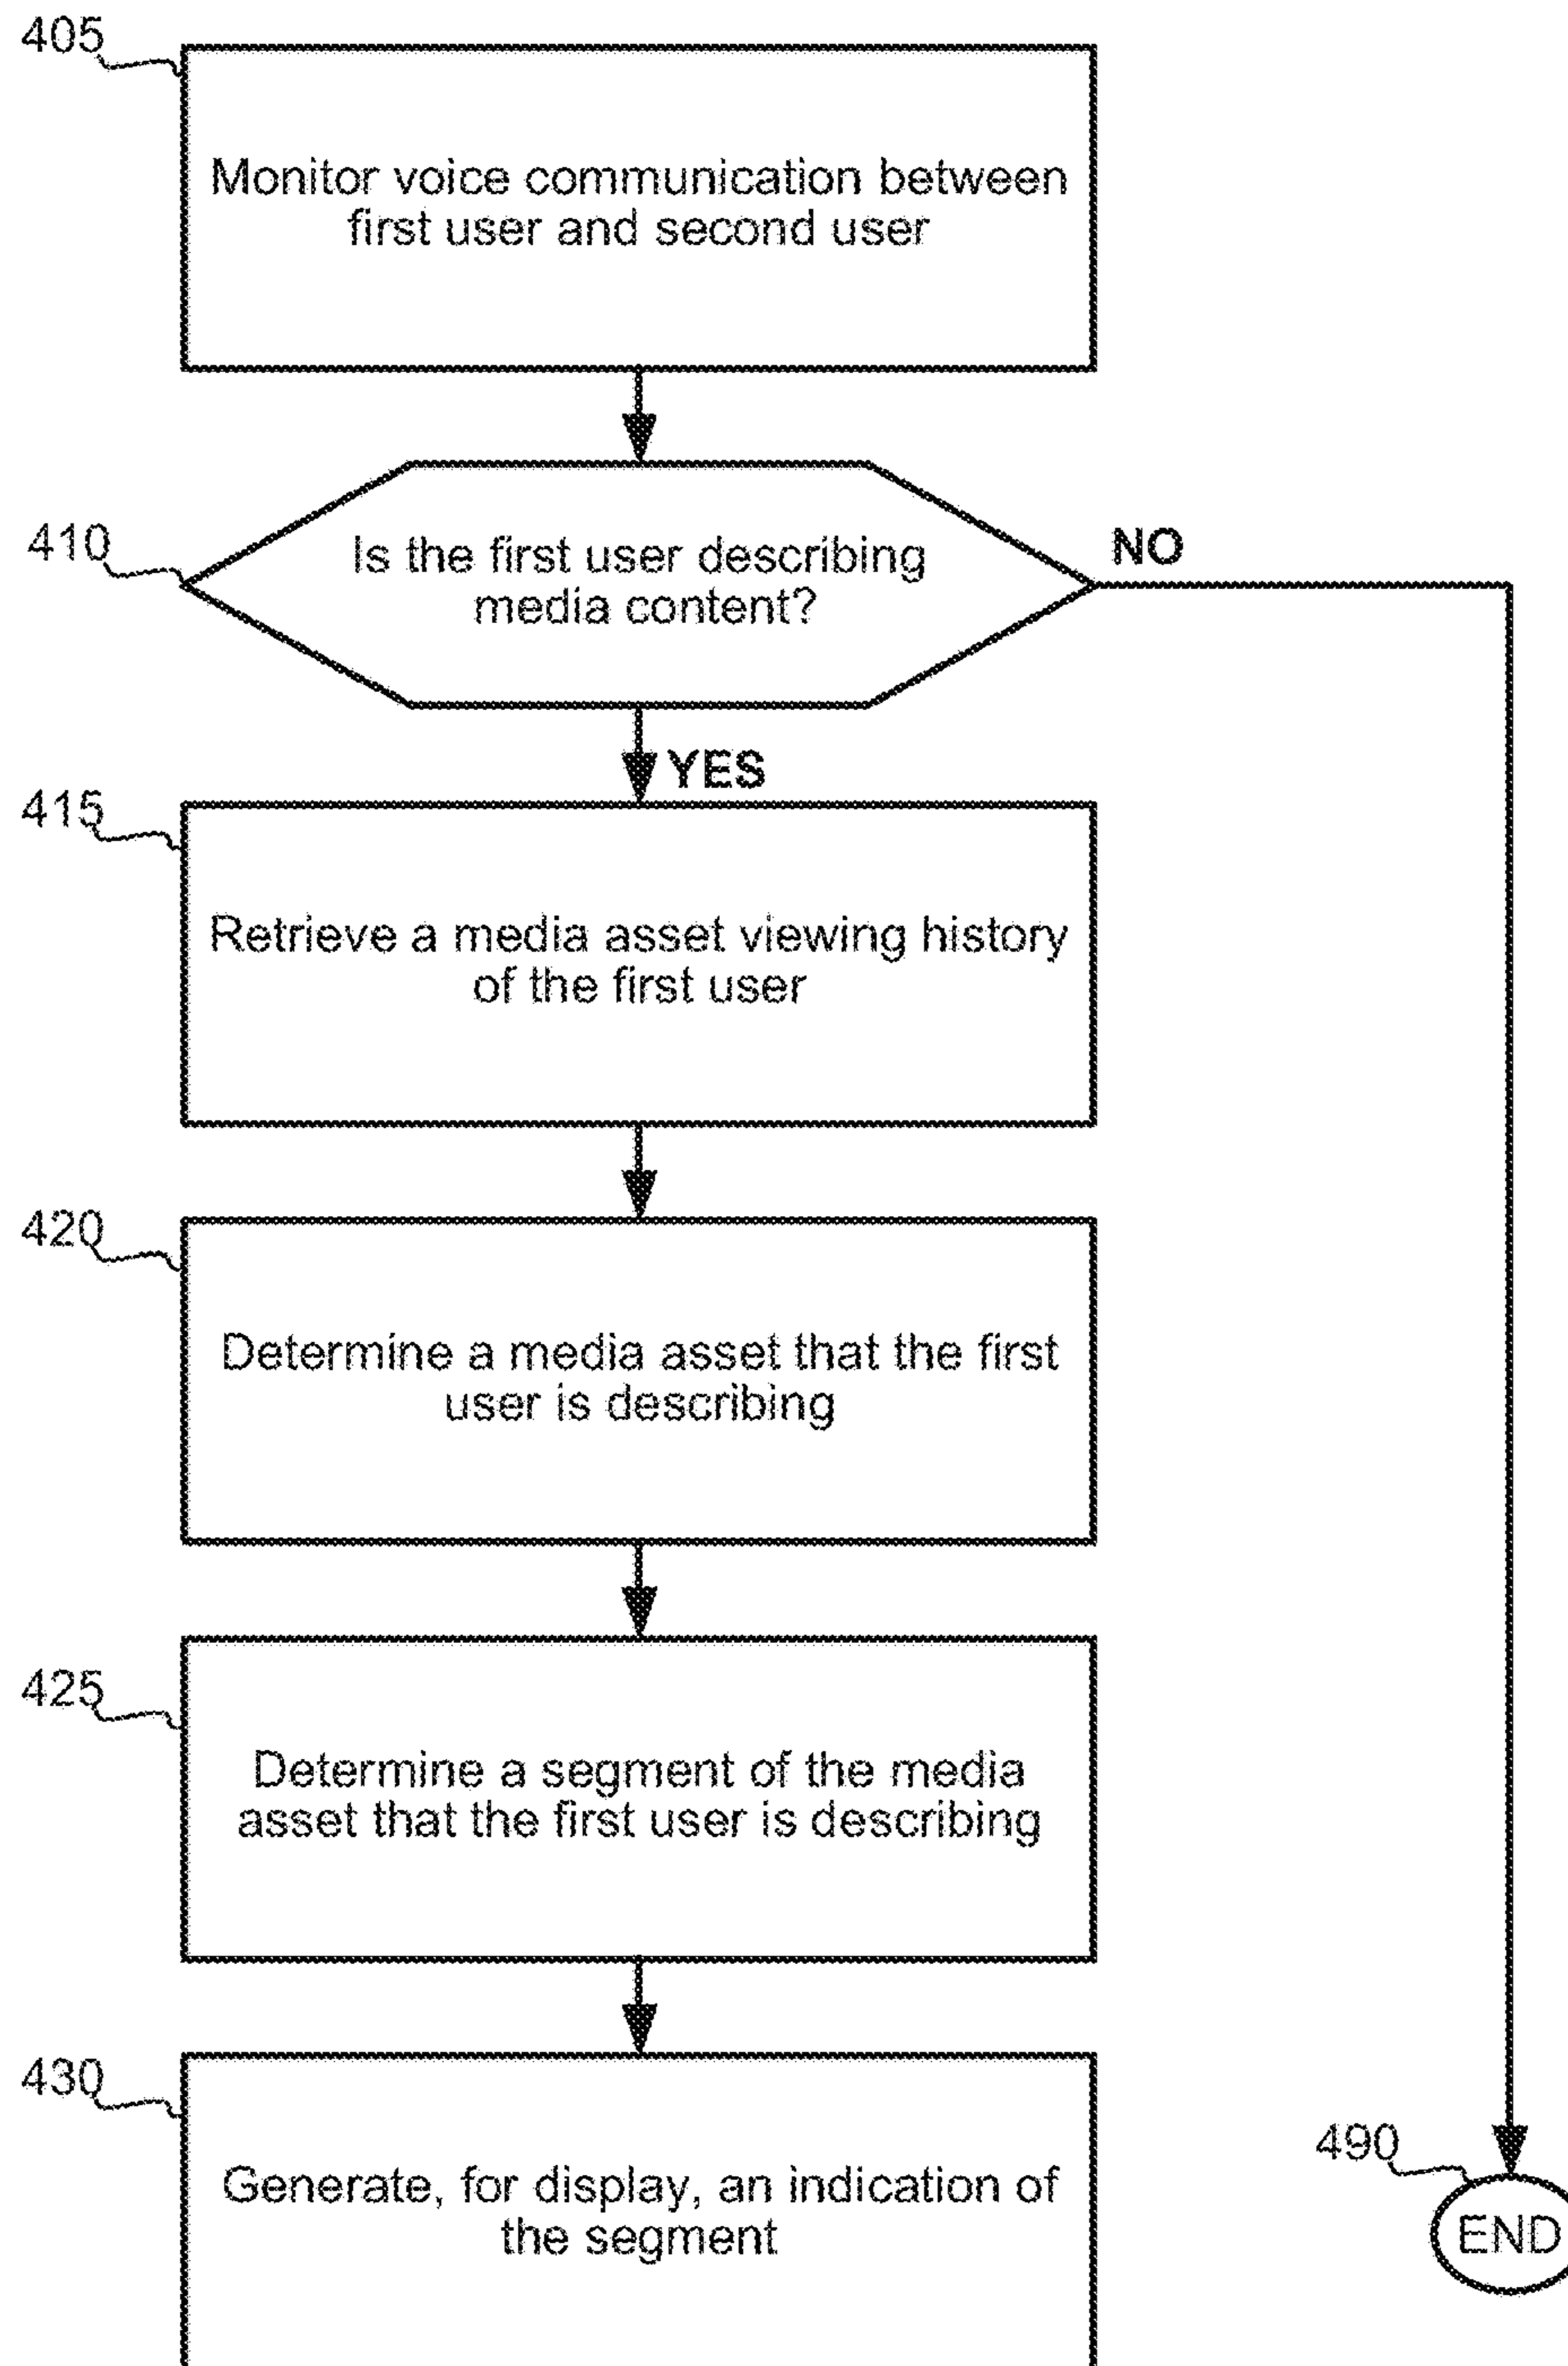 405
Monitor voice communication between
first user and second user
410
Is the first user describing
media content?
NO
YES
415
Retrieve a media asset viewing history
of the first user
420
Determine a media asset that the first
user is describing
425
Determine a segment of the media
asset that the first user is describing
430
Generate, for display, an indication of
the segment
490
END